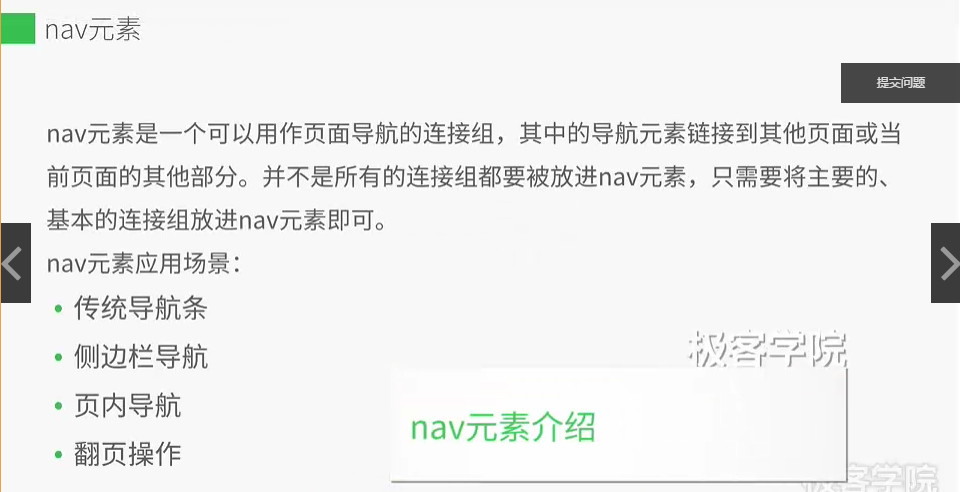 nav元素
提交问题
nav元素是一个可以用作页面导航的连接组，其中的导航元素链接到其他页面或当
前页面的其他部分。并不是所有的连接组都要被放进nav元素，只需要将主要的、
基本的连接组放进nav元素即可。
nav元素应用场景：
• 传统导航条
• 侧边栏导航
• 页内导航
• 翻页操作
极客学院
nav元素介绍
极客学院